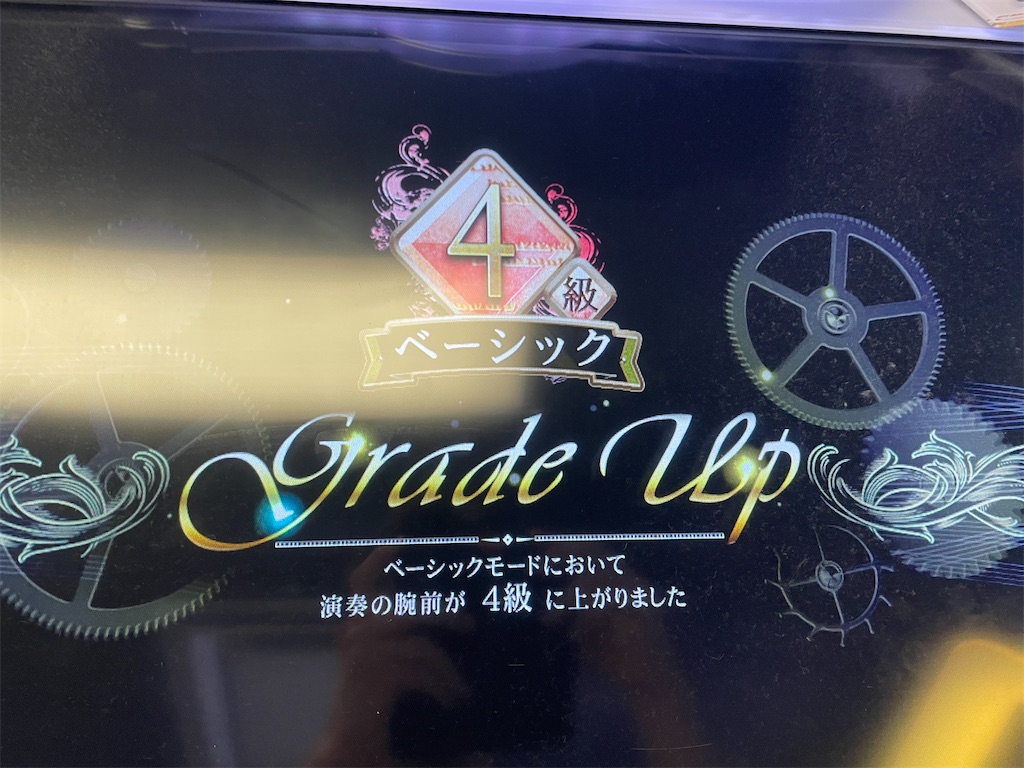 4
級
ベーシック
Grade Up
ベーシックモードにおいて
演奏の腕前が 4級 に上がりました